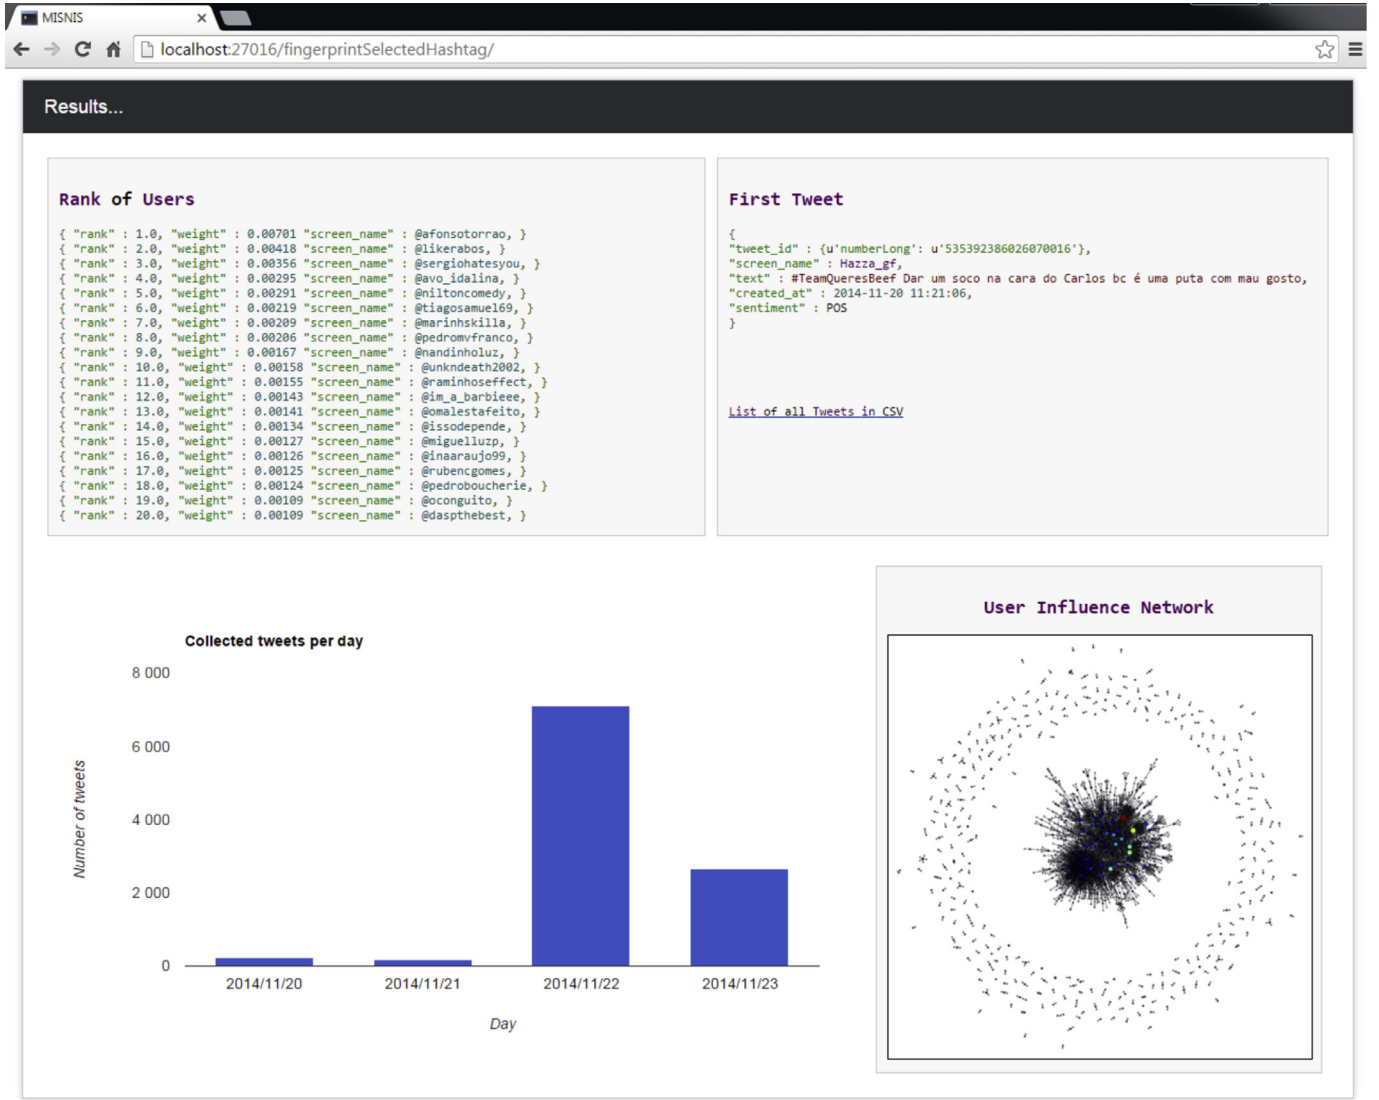 MISNIS
localhost:27016/fingerprintSelectedHashtag/
Results...
Rank of Users
{ "rank" : 1.0, "weight" : 0.00701 "screen_name" : @afonsotorrao, }
{ "rank" : 2.0, "weight" : 0.00418 "screen_name" : @likerabos, }
{ "rank" : 3.0, "weight" : 0.00356 "screen_name" : @sergiohatesyou, }
{ "rank" : 4.0, "weight" : 0.00295 "screen_name" : @avo_idalina, }
{ "rank" : 5.0, "weight" : 0.00291 "screen_name" : @niltoncomedy, }
{ "rank" : 6.0, "weight" : 0.00219 "screen_name" : @tiagosamuel69, }
{ "rank" : 7.0, "weight" : 0.00209 "screen_name" : @marinhskilla, }
{ "rank" : 8.0, "weight" : 0.00206 "screen_name" : @pedromvfranco, }
{ "rank" : 9.0, "weight" : 0.00167 "screen_name" : @nandinholuz, }
{ "rank" : 10.0, "weight" : 0.00158 "screen_name" : @unkndeath2002, }
{ "rank" : 11.0, "weight" : 0.00155 "screen_name" : @raminhoseffect, }
{ "rank" : 12.0, "weight" : 0.00143 "screen_name" : @im_a_barbieee, }
{ "rank" : 13.0, "weight" : 0.00141 "screen_name" : @omalestafeito, }
{ "rank" : 14.0, "weight" : 0.00134 "screen_name" : @issodepende, }
{ "rank" : 15.0, "weight" : 0.00127 "screen_name" : @miguelluzp, }
{ "rank" : 16.0, "weight" : 0.00126 "screen_name" : @inaaraujo99, }
{ "rank" : 17.0, "weight" : 0.00125 "screen_name" : @rubencgomes, }
{ "rank" : 18.0, "weight" : 0.00124 "screen_name" : @pedroboucherie, }
{ "rank" : 19.0, "weight" : 0.00109 "screen_name" : @oconguito, }
{ "rank" : 20.0, "weight" : 0.00109 "screen_name" : @daspthebest, }
First Tweet
{
"tweet_id" : {u'numberLong': u'535392386026070016'},
"screen_name" : Hazza_gf,
"text" : #TeamQueresBeef Dar um soco na cara do Carlos bc é uma puta com mau gosto,
"created_at" : 2014-11-20 11:21:06,
"sentiment" : POS
}
List of all Tweets in CSV
Collected tweets per day
8 000
6 000
4 000
2 000
0
Number of tweets
2014/11/20
2014/11/21
2014/11/22
2014/11/23
Day
User Influence Network